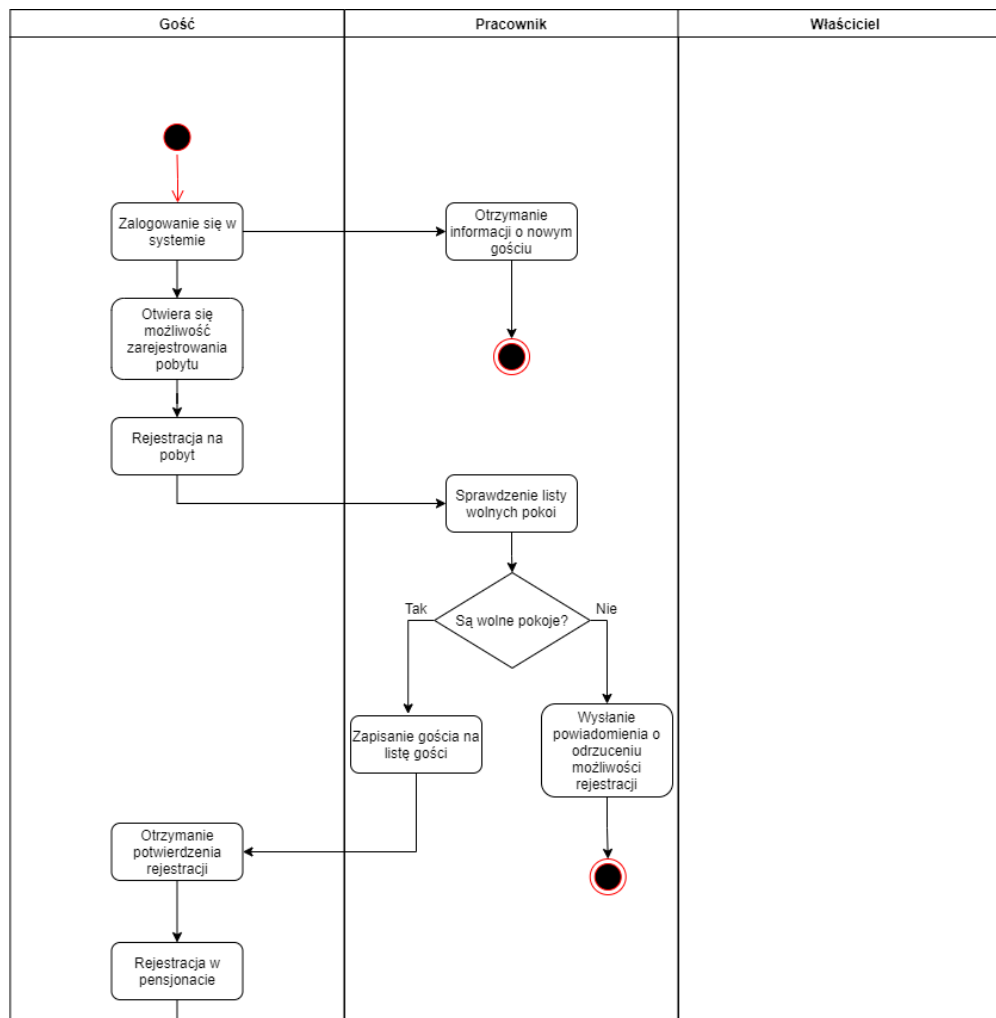 Gość
Pracownik
Właściciel
Zalogowanie się w
systemie
Otrzymanie
informacji o nowym
gościu
Otwiera się
możliwość
zarejestrowania
pobytu
Rejestracja na
pobyt
Sprawdzenie listy
wolnych pokoi
Tak
Są wolne pokoje?
Nie
Zapisanie gościa na
listę gości
Wysłanie
powiadomienia o
odrzuceniu
możliwości
rejestracji
Otrzymanie
potwierdzenia
rejestracji
Rejestracja w
pensjonacie